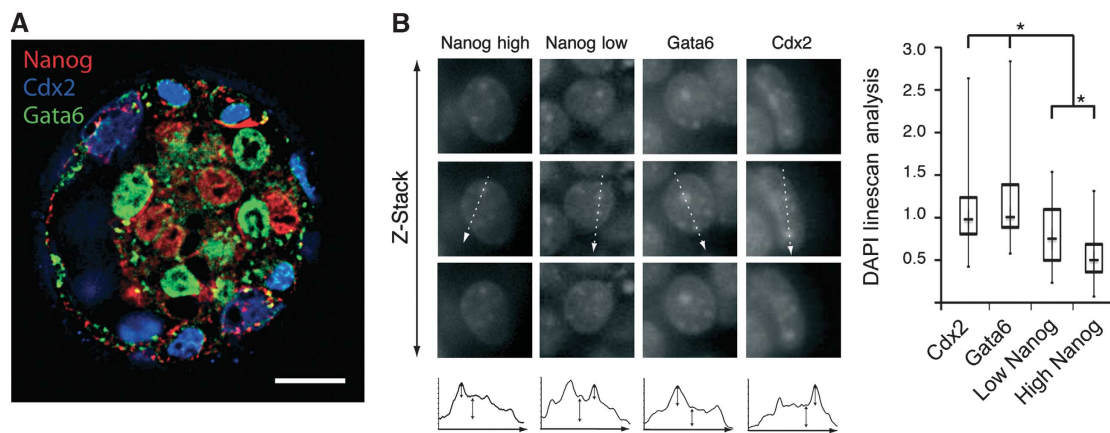 A
Nanog
Cdx2
Gata6
B
Nanog high
Nanog low
Gata6
Cdx2
Z-Stack
DAPI linescan analysis
3.0
2.5
2.0
1.5
1.0
0.5
*
*
Cdx2
Gata6
Low Nanog
High Nanog